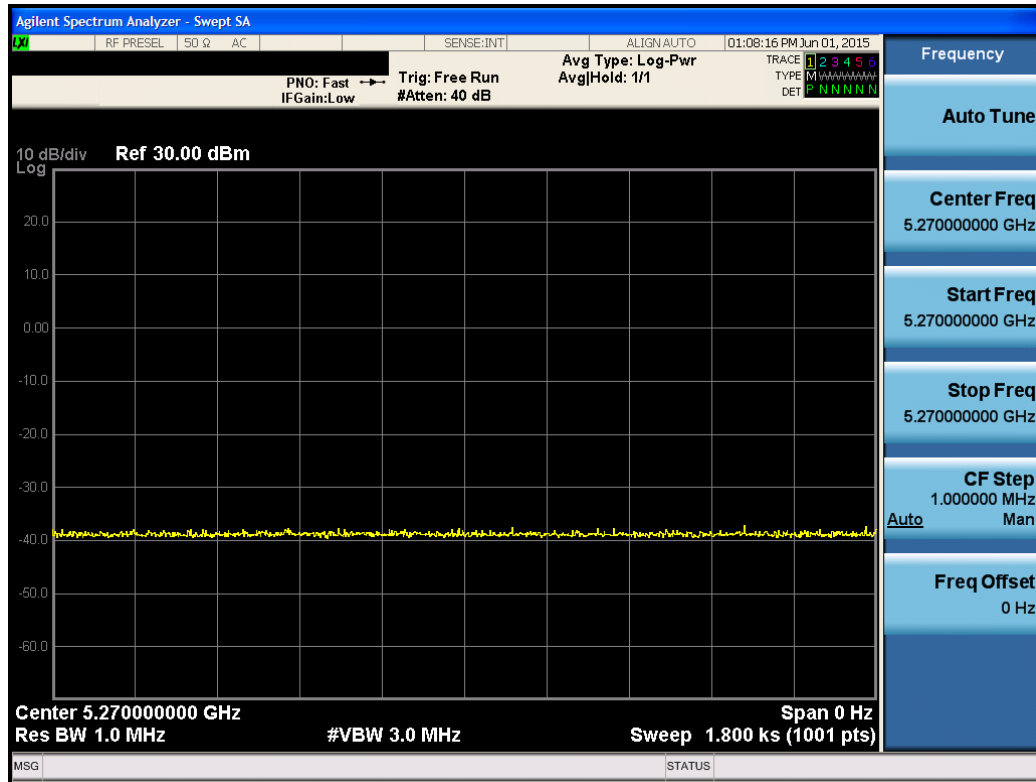 Agilent Spectrum Analyzer - Swept SA
LXI RF PRESEL 50 Ω AC SENSE:INT ALIGN AUTO 01:08:16 PM Jun 01, 2015
Frequency
PNO: Fast IFGain:Low
Trig: Free Run
#Atten: 40 dB
Avg Type: Log-Pwr
Avg|Hold: 1/1
TRACE 1 2 3 4 5 6
TYPE M W W W W W
DET P N N N N N
10 dB/div Ref 30.00 dBm
Log
20.0
10.0
0.00
-10.0
-20.0
-30.0
-40.0
-50.0
-60.0
Center 5.270000000 GHz Span 0 Hz
Res BW 1.0 MHz #VBW 3.0 MHz Sweep 1.800 ks (1001 pts)
MSG STATUS
Auto Tune
Center Freq
5.270000000 GHz
Start Freq
5.270000000 GHz
Stop Freq
5.270000000 GHz
CF Step
1.000000 MHz
Auto Man
Freq Offset
0 Hz